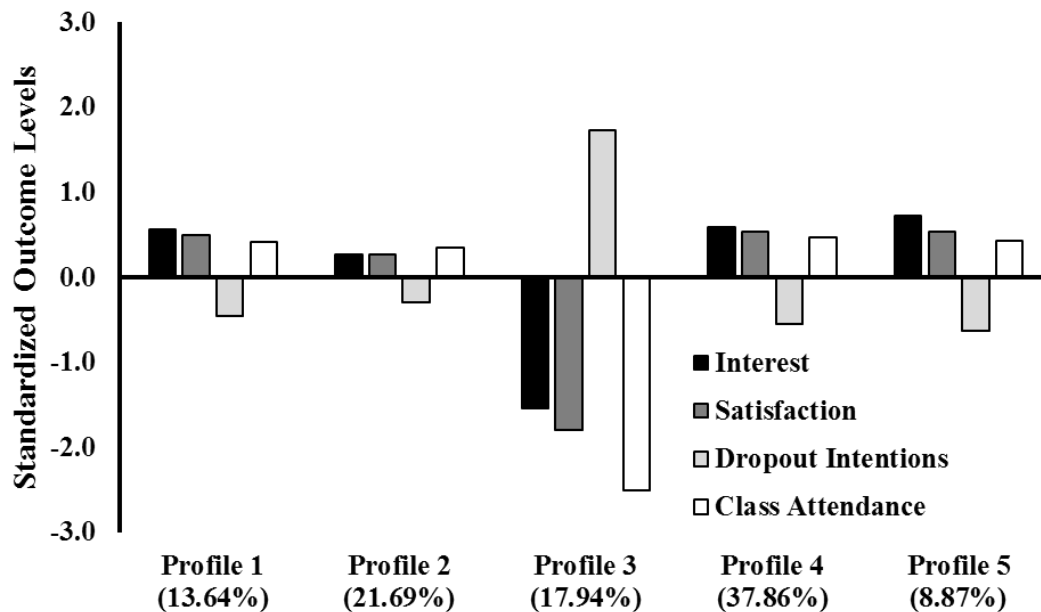 Standardized Outcome Levels
3.0
2.0
1.0
0.0
-1.0
-2.0
-3.0
Interest
Satisfaction
Dropout Intentions
Class Attendance
Profile 1 Profile 2 Profile 3 Profile 4 Profile 5
(13.64%) (21.69%) (17.94%) (37.86%) (8.87%)